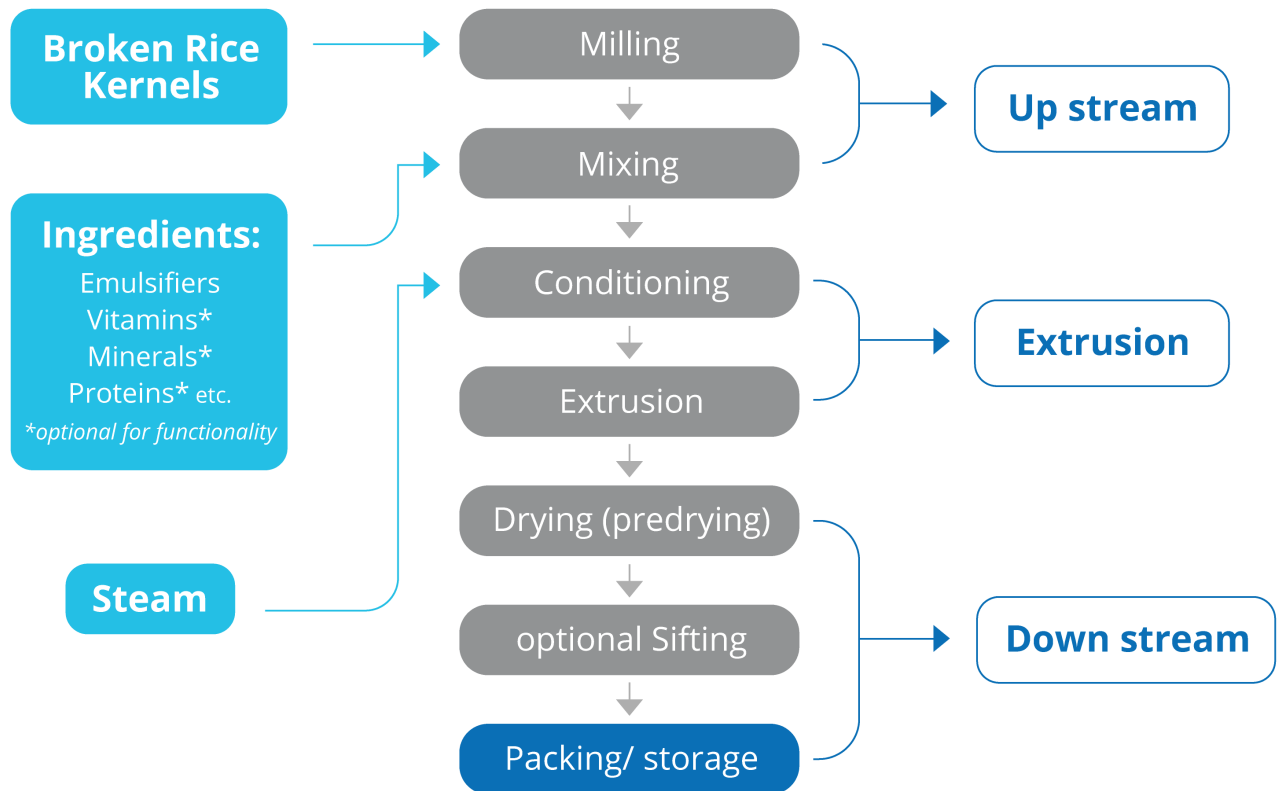 Broken Rice
Kernels
Milling
Up stream
Mixing
Ingredients:
Emulsifiers
Vitamins*
Minerals*
Proteins* etc.
*optional for functionality
Conditioning
Extrusion
Extrusion
Drying (predrying)
Steam
optional Sifting
Down stream
Packing/ storage